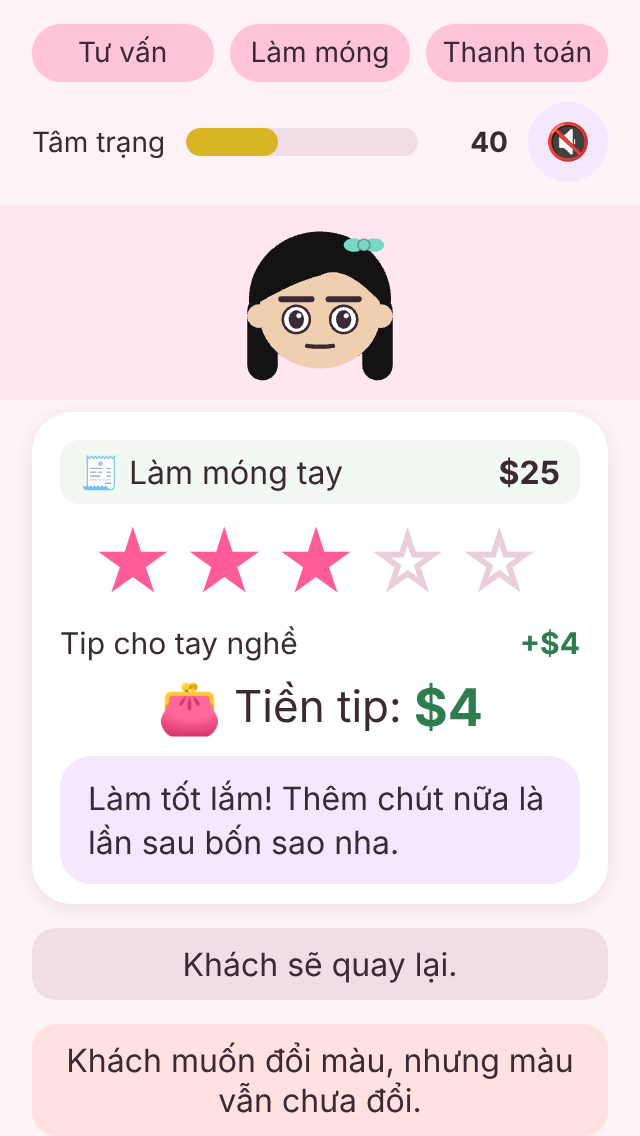 Tư vấn
Làm móng
Thanh toán
Tâm trạng
40
Làm móng tay
$25
Tip cho tay nghề
+$4
Tiền tip: $4
Làm tốt lắm! Thêm chút nữa là
lần sau bốn sao nha.
Khách sẽ quay lại.
Khách muốn đổi màu, nhưng màu
vẫn chưa đổi.